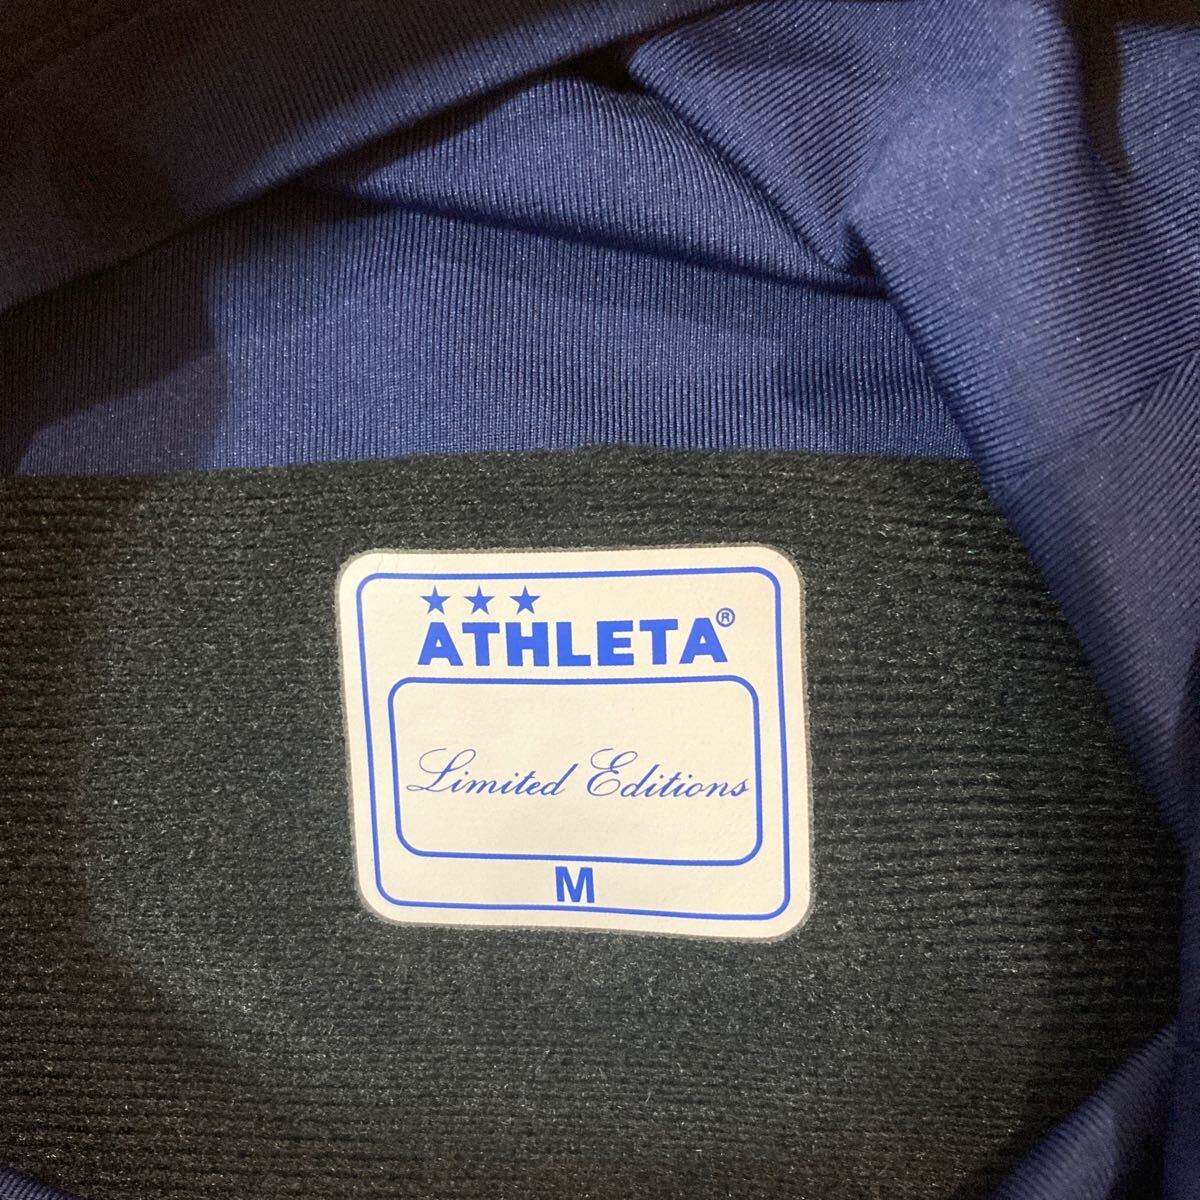 ★★★
ATHLETA®
Limited Editions
M